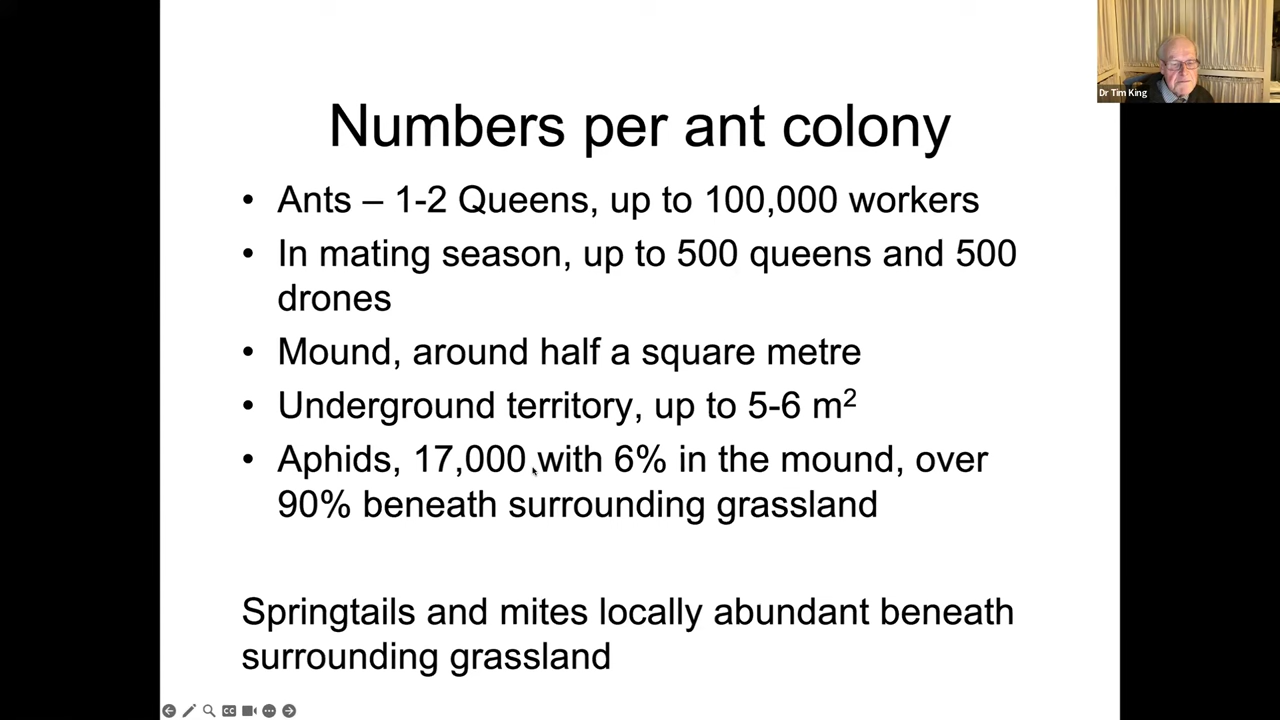 Dr Tim King
Numbers per ant colony
• Ants – 1-2 Queens, up to 100,000 workers
• In mating season, up to 500 queens and 500
drones
• Mound, around half a square metre
• Underground territory, up to 5-6 m²
• Aphids, 17,000 with 6% in the mound, over
90% beneath surrounding grassland
Springtails and mites locally abundant beneath
surrounding grassland
CC